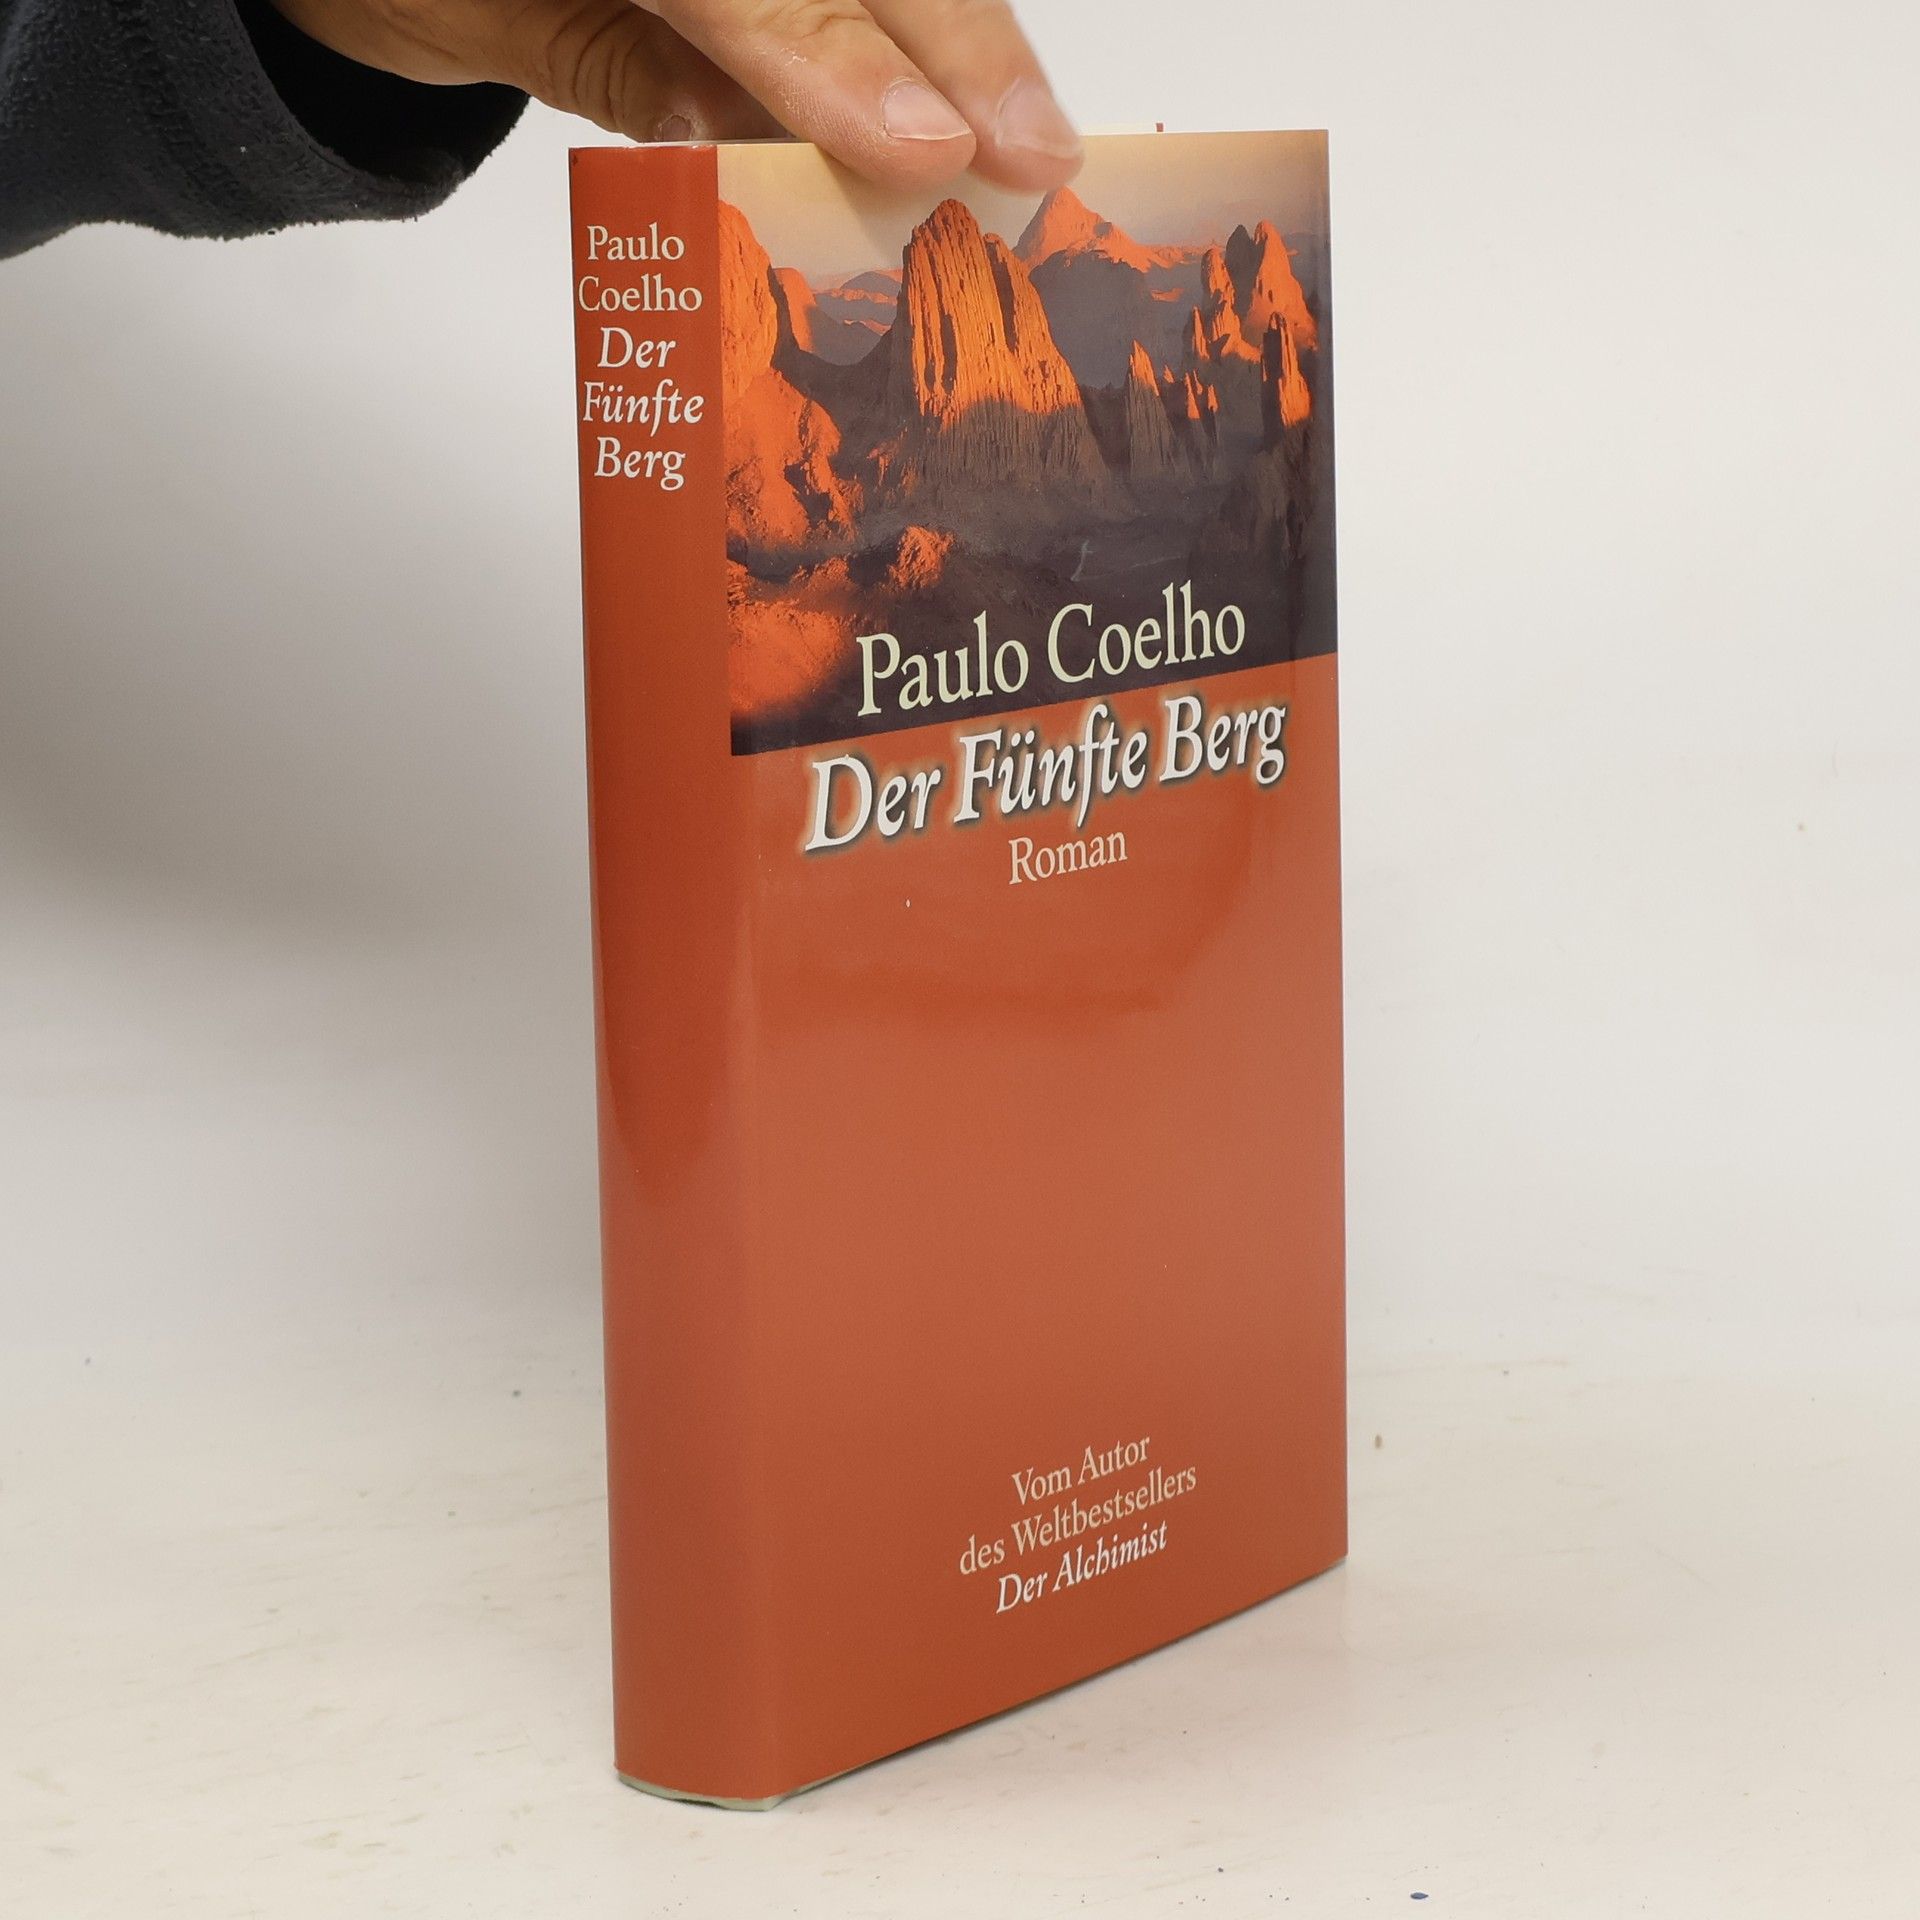 Paulo
Coelho
Der
Fünfte
Berg
Paulo Coelho
Der Fünfte Berg
Roman
Vom Autor
des Weltbestsellers
Der Alchimist